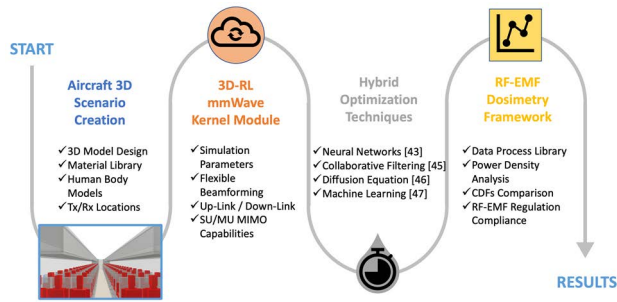 START
Aircraft 3D
Scenario
Creation
✓3D Model Design
✓Material Library
✓Human Body
Models
✓Tx/Rx Locations
3D-RL
mmWave
Kernel Module
✓Simulation
Parameters
✓Flexible
Beamforming
✓Up-Link / Down-Link
✓SU/MU MIMO
Capabilities
Hybrid
Optimization
Techniques
✓Neural Networks [43]
✓Collaborative Filtering [45]
✓Diffusion Equation [46]
✓Machine Learning [47]
RF-EMF
Dosimetry
Framework
✓Data Process Library
✓Power Density
Analysis
✓CDFs Comparison
✓RF-EMF Regulation
Compliance
RESULTS